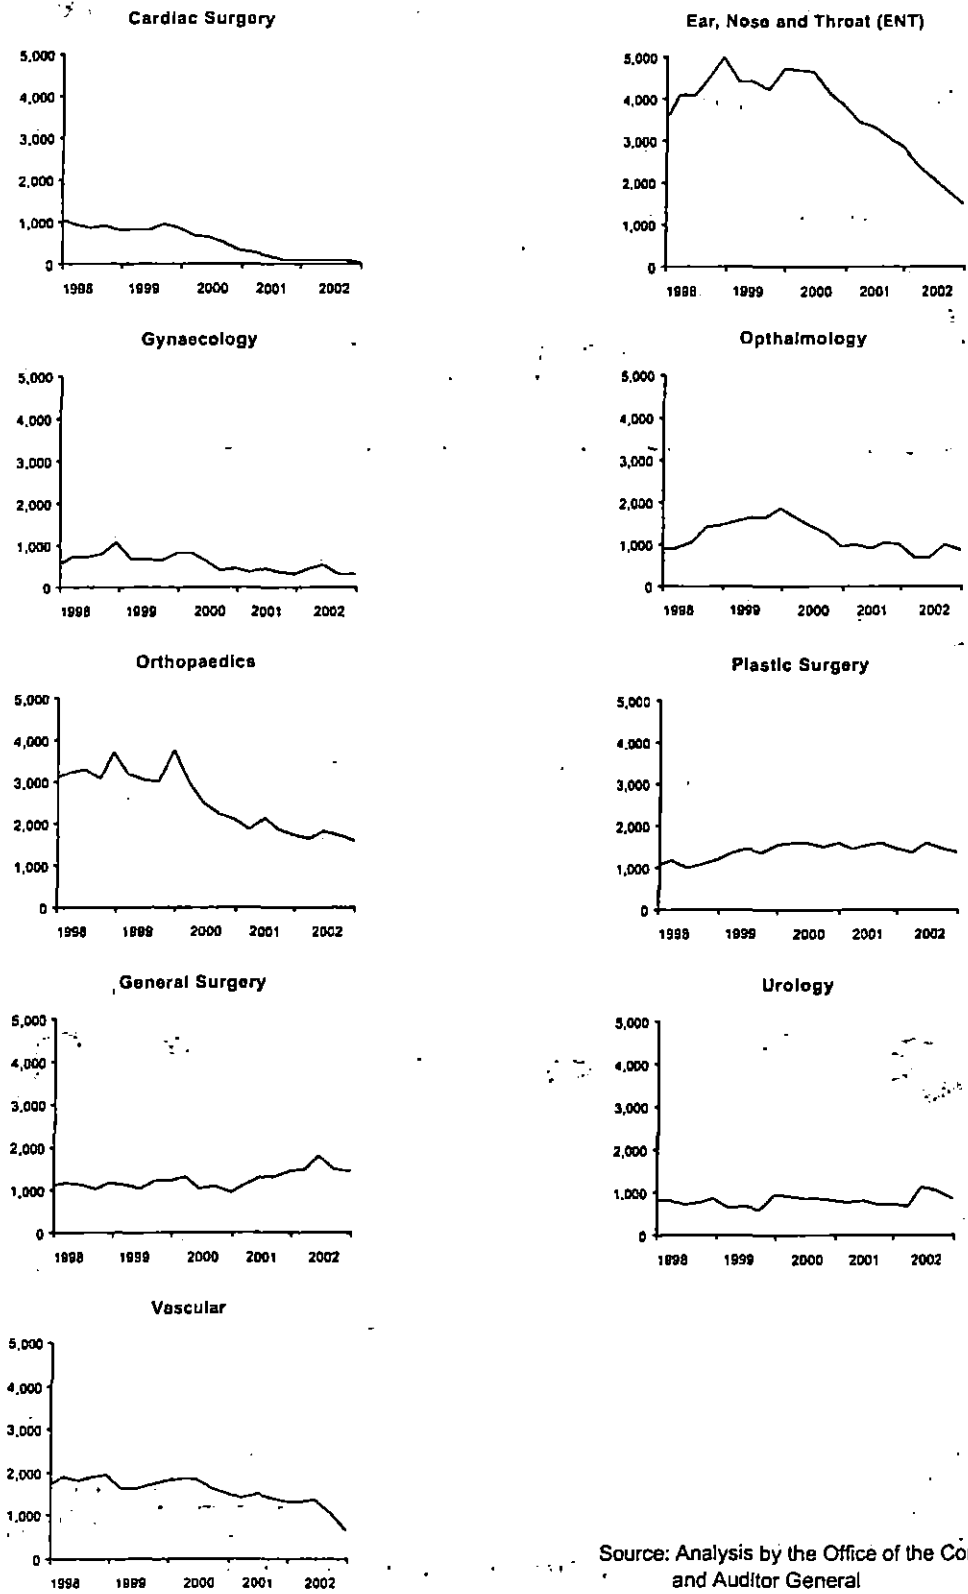 Cardiac Surgery
5,000
4,000
3,000
2,000
1,000
0
1998 1999 2000 2001 2002
Ear, Nose and Throat (ENT)
5,000
4,000
3,000
2,000
1,000
0
1998 1999 2000 2001 2002
Gynaecology
5,000
4,000
3,000
2,000
1,000
0
1998 1999 2000 2001 2002
Opthalmology
5,000
4,000
3,000
2,000
1,000
0
1998 1999 2000 2001 2002
Orthopaedics
5,000
4,000
3,000
2,000
1,000
0
1998 1999 2000 2001 2002
Plastic Surgery
5,000
4,000
3,000
2,000
1,000
0
1998 1999 2000 2001 2002
General Surgery
5,000
4,000
3,000
2,000
1,000
0
1998 1999 2000 2001 2002
Urology
5,000
4,000
3,000
2,000
1,000
0
1998 1999 2000 2001 2002
Vascular
5,000
4,000
3,000
2,000
1,000
0
1998 1999 2000 2001 2002
Source: Analysis by the Office of the
and Auditor General